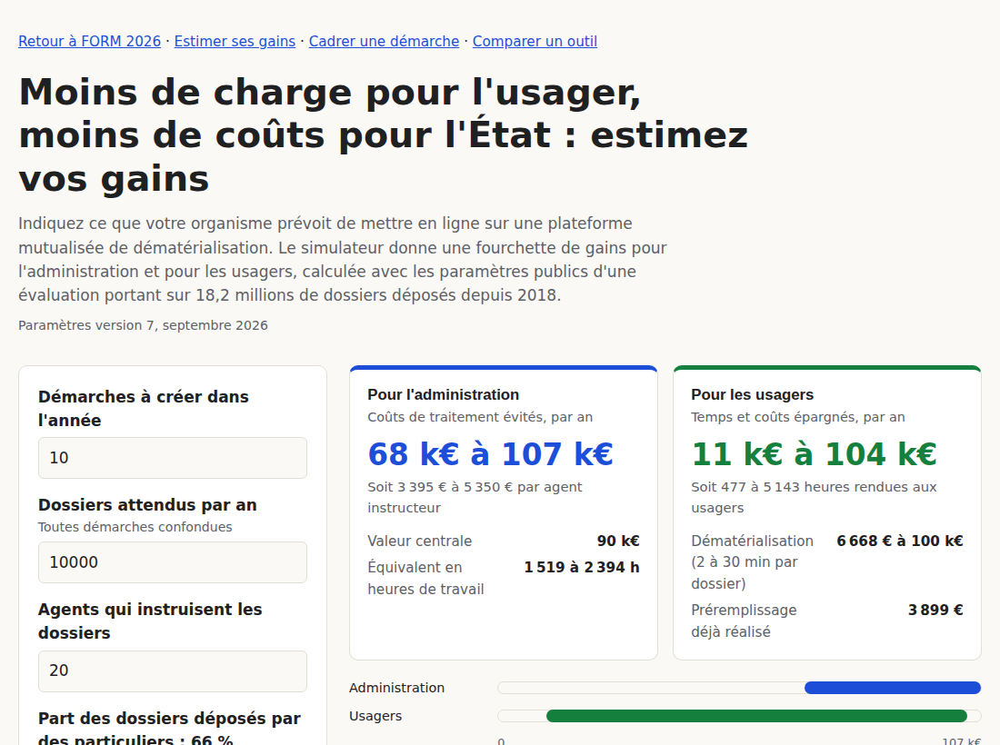 Retour à FORM 2026 · Estimer ses gains · Cadrer une démarche · Comparer un outil
Moins de charge pour l'usager,
moins de coûts pour l'État : estimez
vos gains
Indiquez ce que votre organisme prévoit de mettre en ligne sur une plateforme
mutualisée de dématérialisation. Le simulateur donne une fourchette de gains pour
l'administration et pour les usagers, calculée avec les paramètres publics d'une
évaluation portant sur 18,2 millions de dossiers déposés depuis 2018.
Paramètres version 7, septembre 2026
Démarches à créer dans
l'année
10
Dossiers attendus par an
Toutes démarches confondues
10000
Agents qui instruisent les
dossiers
20
Part des dossiers déposés par
des particuliers : 66 %
Pour l'administration
Coûts de traitement évités, par an
68 k€ à 107 k€
Soit 3 395 € à 5 350 € par agent
instructeur
Valeur centrale 90 k€
Équivalent en 1 519 à 2 394 h
heures de travail
Pour les usagers
Temps et coûts épargnés, par an
11 k€ à 104 k€
Soit 477 à 5 143 heures rendues aux
usagers
Dématérialisation 6 668 € à 100 k€
(2 à 30 min par
dossier)
Préremplissage 3 899 €
déjà réalisé
Administration
Usagers
0 107 k€